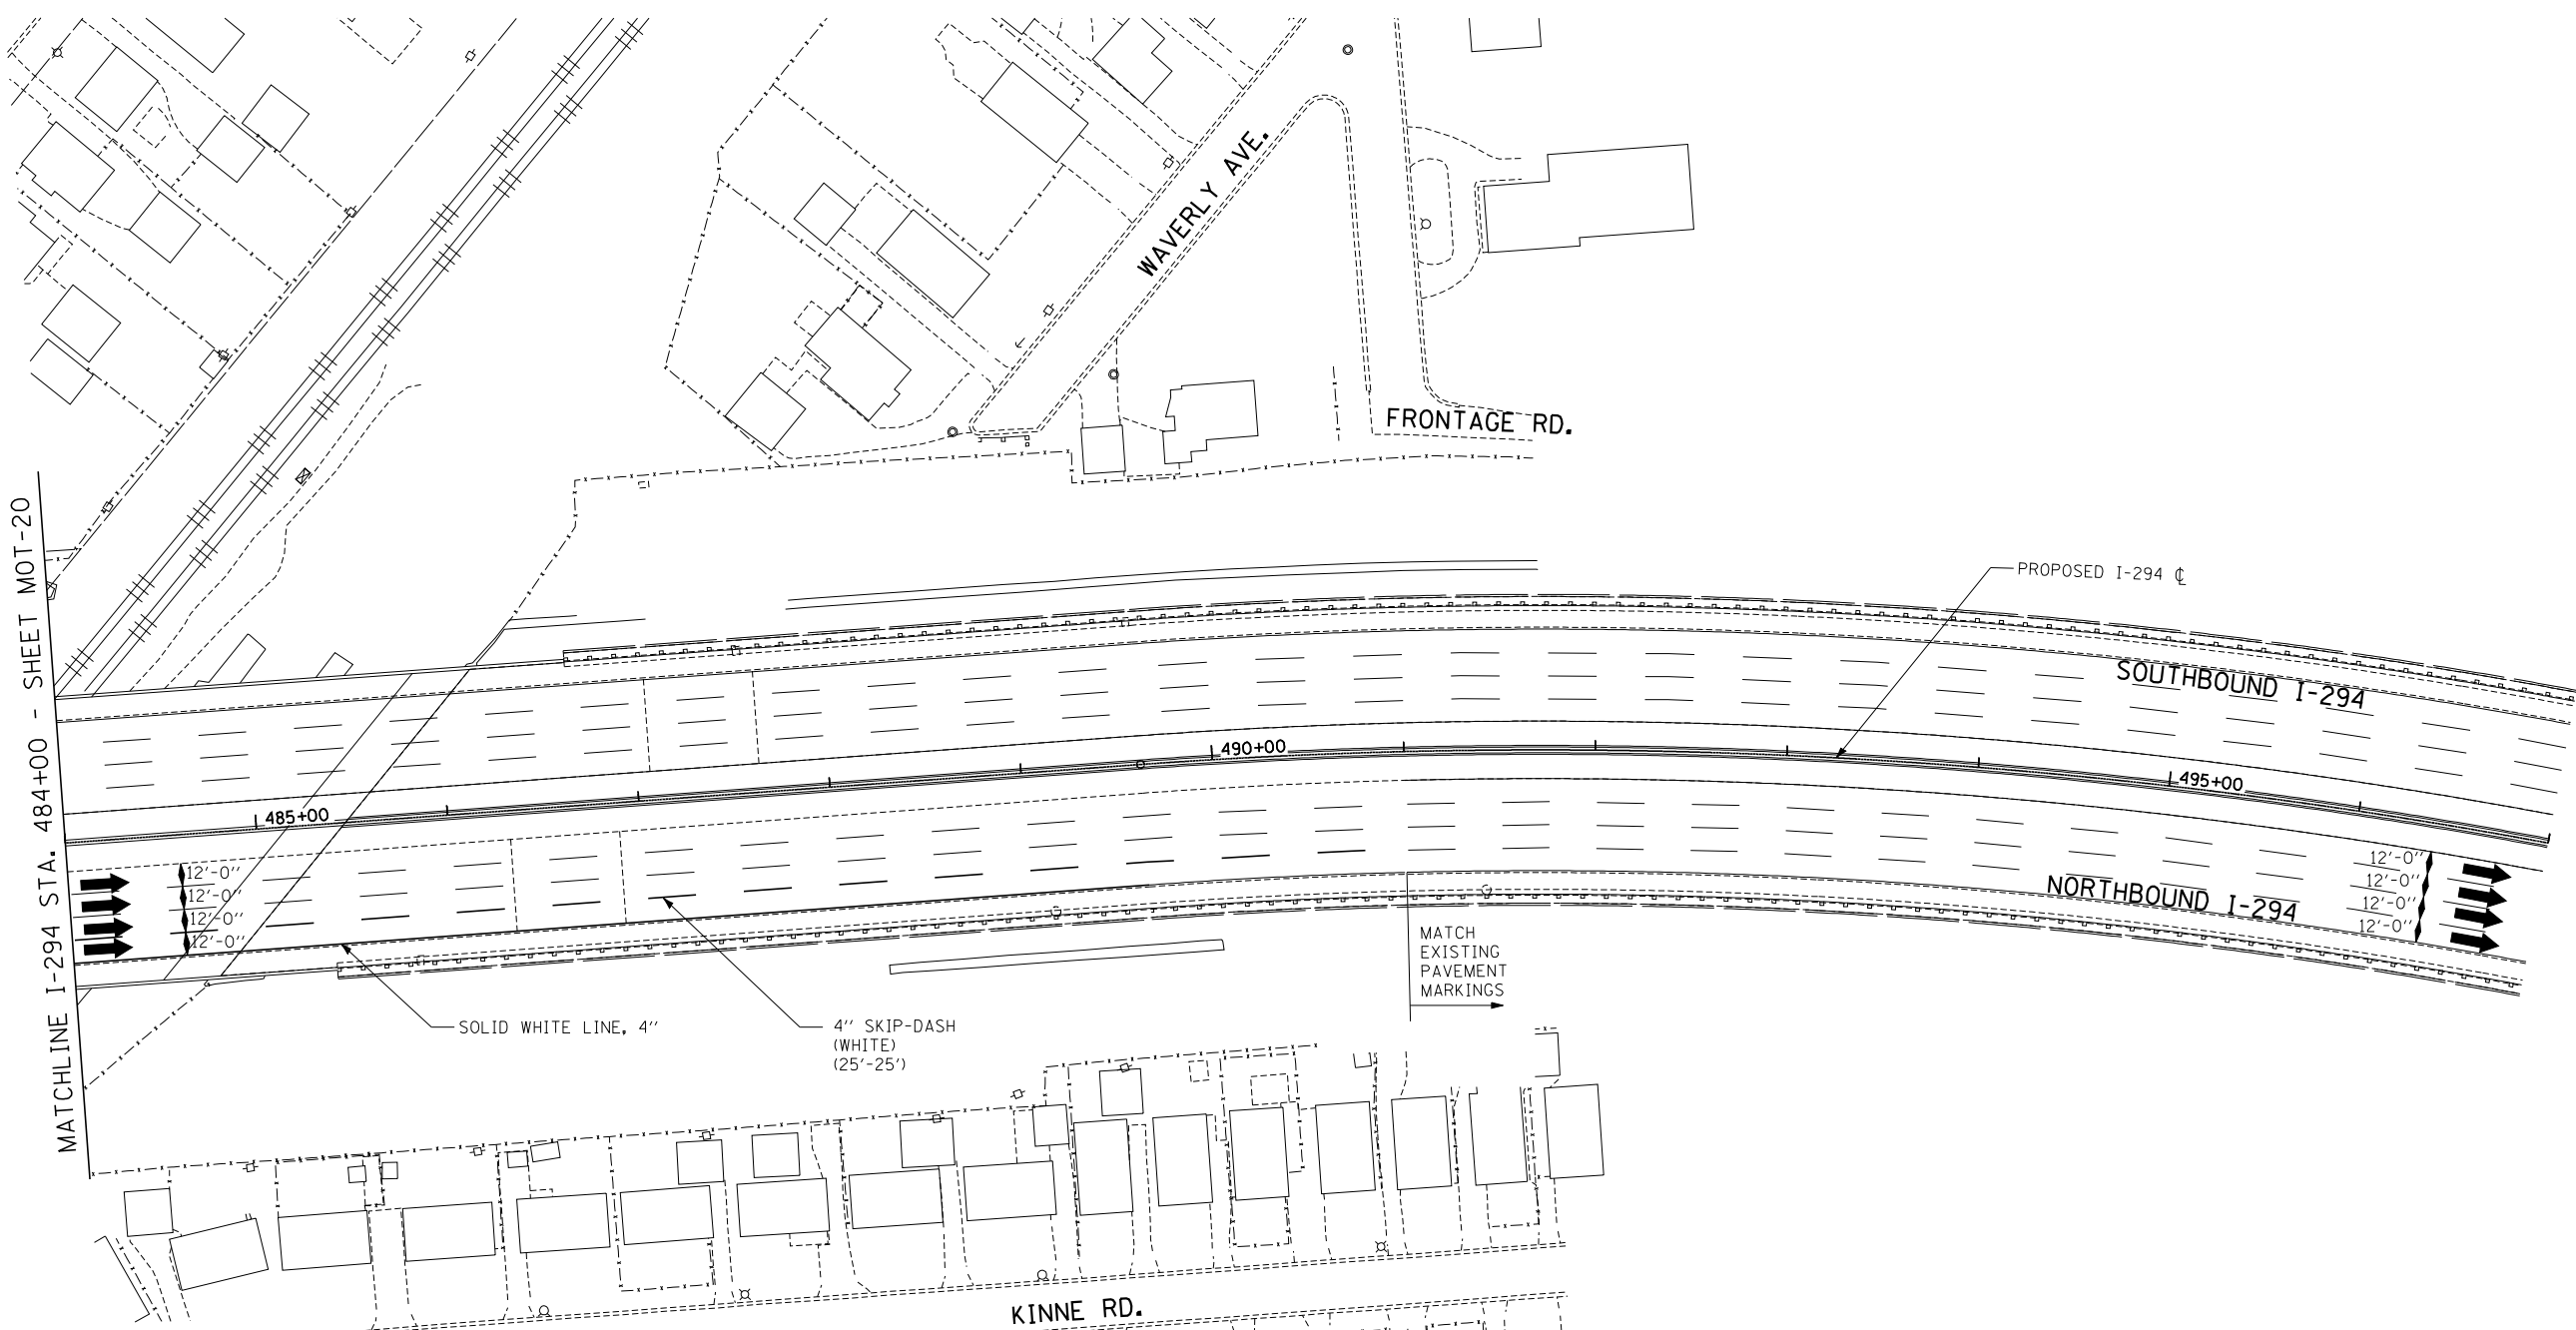 WAVERLY AVE.
FRONTAGE RD.
MATCHLINE I-294 STA. 484+00 - SHEET MOT-20
PROPOSED I-294 ℄
SOUTHBOUND I-294
490+00
495+00
485+00
12'-0"
12'-0"
12'-0"
12'-0"
12'-0"
12'-0"
12'-0"
12'-0"
NORTHBOUND I-294
MATCH
EXISTING
PAVEMENT
MARKINGS
SOLID WHITE LINE, 4"
4" SKIP-DASH
(WHITE)
(25'-25')
KINNE RD.